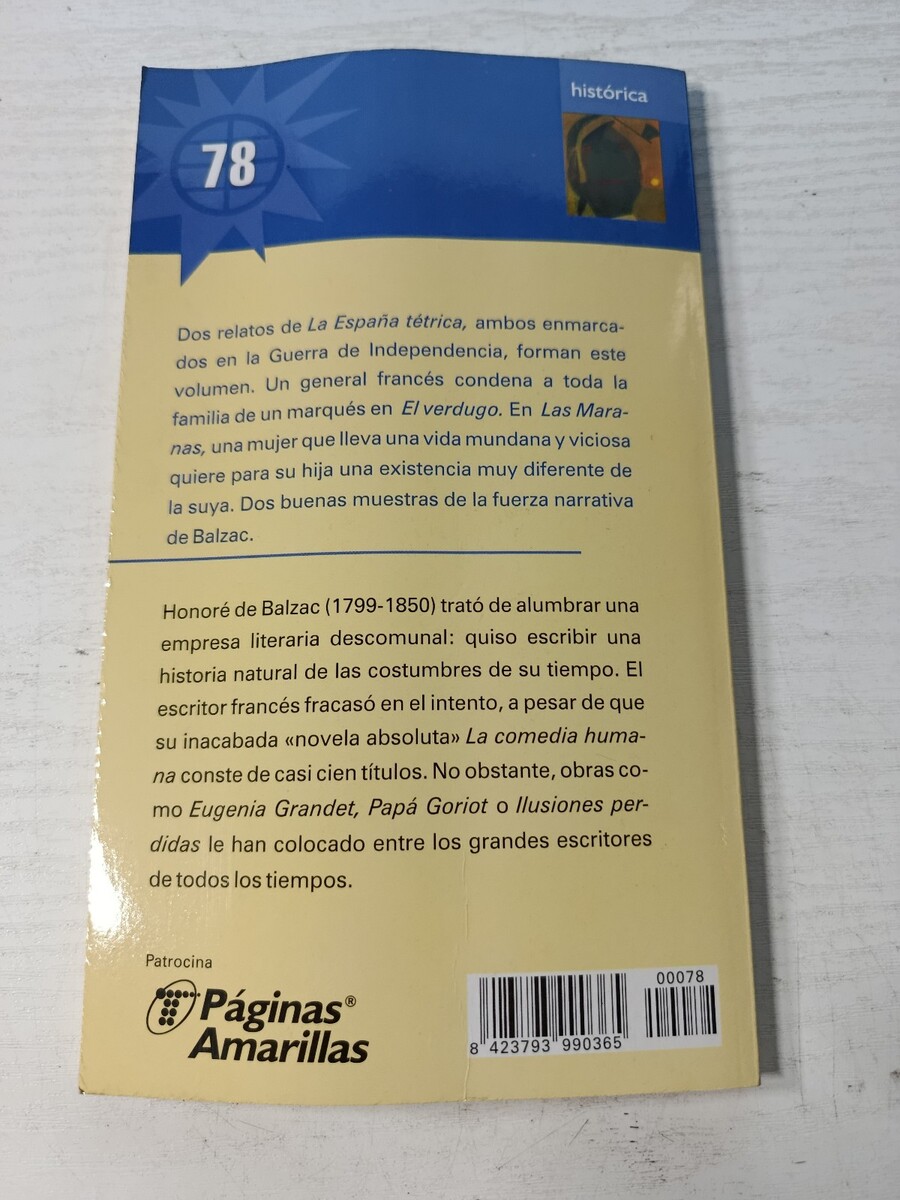 histórica
78
Dos relatos de La España tétrica, ambos enmarca-
dos en la Guerra de Independencia, forman este
volumen. Un general francés condena a toda la
familia de un marqués en El verdugo. En Las Mara-
nas, una mujer que lleva una vida mundana y viciosa
quiere para su hija una existencia muy diferente de
la suya. Dos buenas muestras de la fuerza narrativa
de Balzac.
Honoré de Balzac (1799-1850) trató de alumbrar una
empresa literaria descomunal: quiso escribir una
historia natural de las costumbres de su tiempo. El
escritor francés fracasó en el intento, a pesar de que
su inacabada «novela absoluta» La comedia huma-
na conste de casi cien títulos. No obstante, obras co-
mo Eugenia Grandet, Papá Goriot o Ilusiones per-
didas le han colocado entre los grandes escritores
de todos los tiempos.
Patrocina
Páginas®
Amarillas
00078
8 423793 990365